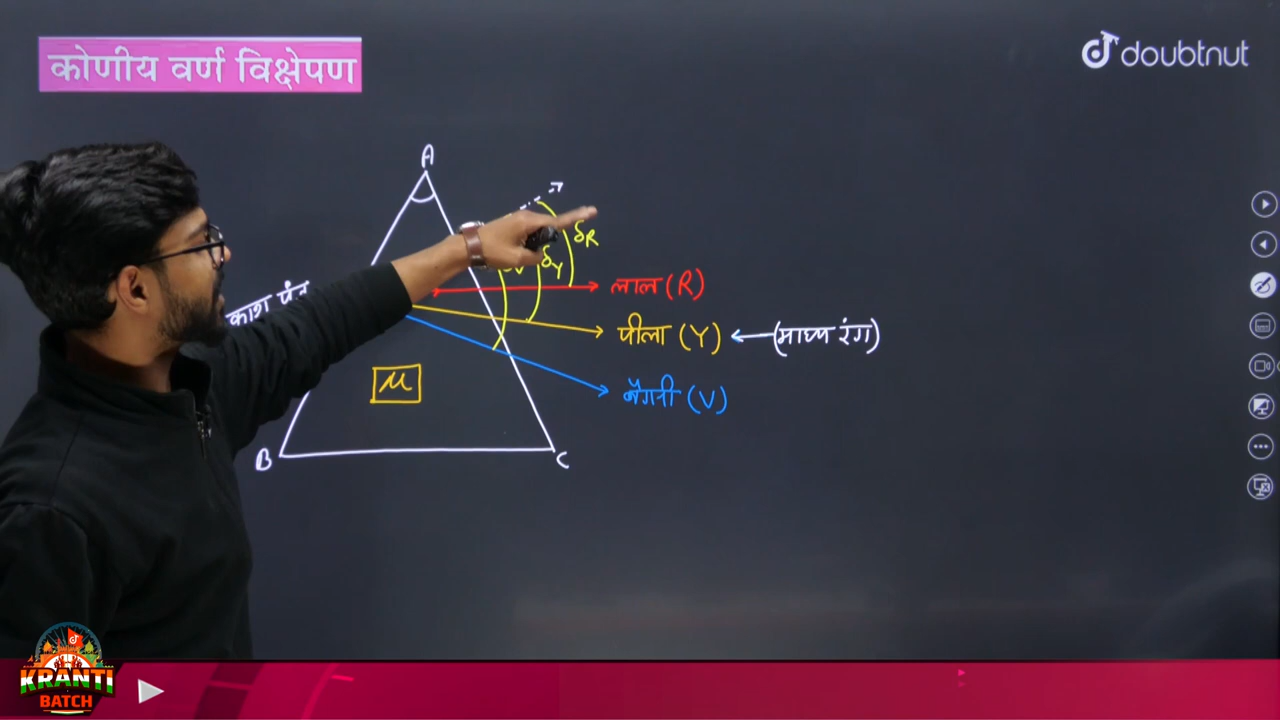 कोणीय वर्ण विक्षेपण
doubtnut
A
δR
δY
लाल (R)
पीला (Y)
(माध्य रंग)
μ
बैंगनी (V)
B
C
KRANTI
BATCH